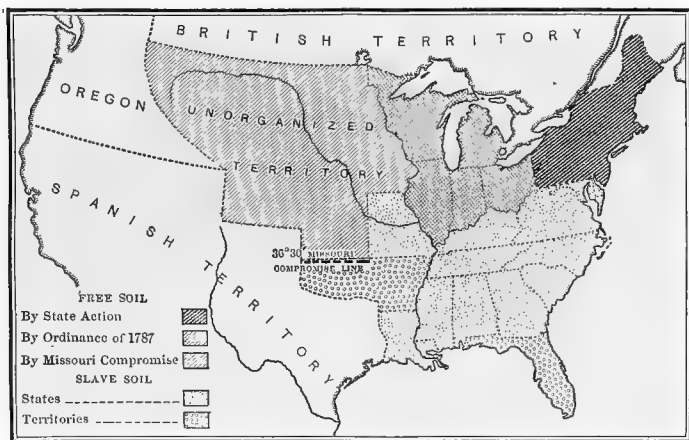 BRITISH TERRITORY
OREGON
UNORGANIZED
TERRITORY
SPANISH TERRITORY
36°30' MISSOURI
COMPROMISE LINE
FREE SOIL
By State Action
By Ordinance of 1787
By Missouri Compromise
SLAVE SOIL
States
Territories